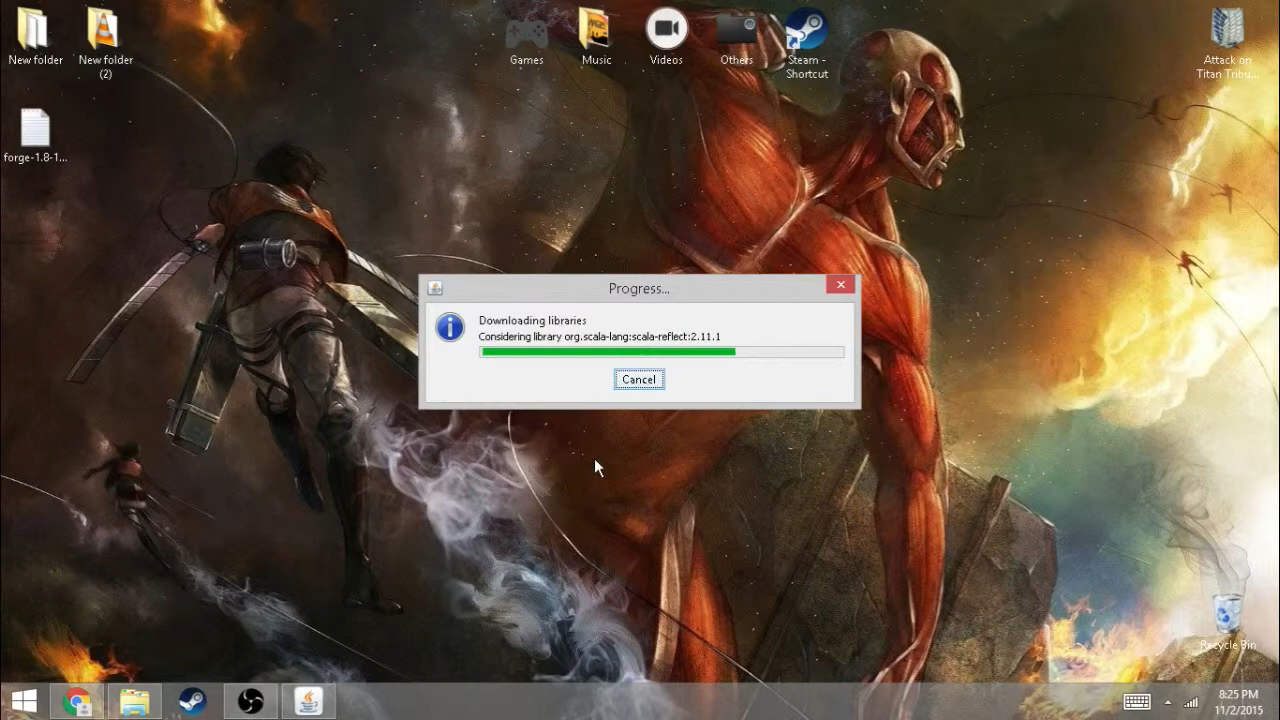 New folder
New folder
(2)
Games
Music
Videos
Others
Steam -
Shortcut
Attack on
Titan Tribu...
forge-1.8-1...
Progress...
Downloading libraries
Considering library org.scala-lang:scala-reflect:2.11.1
Cancel
Recycle Bin
8:25 PM
11/2/2015